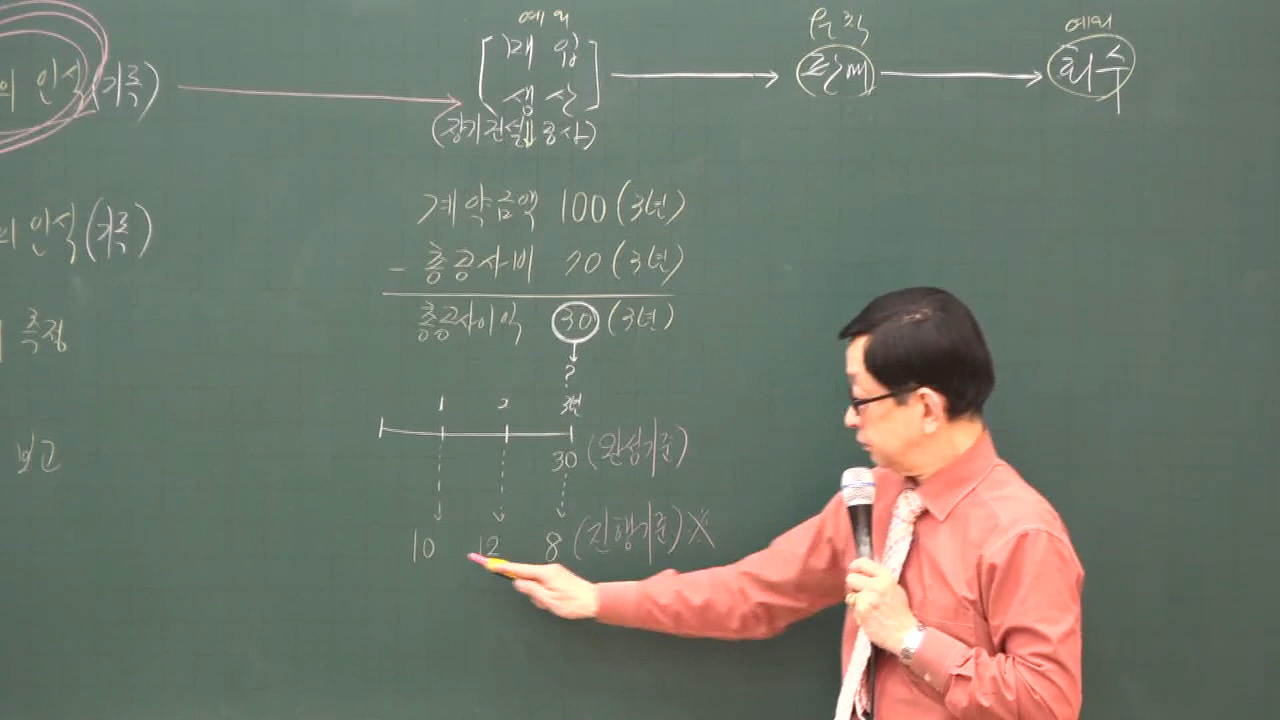 예외
원칙
예외
의 인식(기록)
[매입
생산]
판매
회수
(장기건설공사)
계약금액 100 (3년)
의 인식(기록)
- 총공사비 70 (3년)
총공사이익 30 (3년)
측정
?
1 2 3년
30 (완성기준)
보고
10 12 8 (진행기준) ※